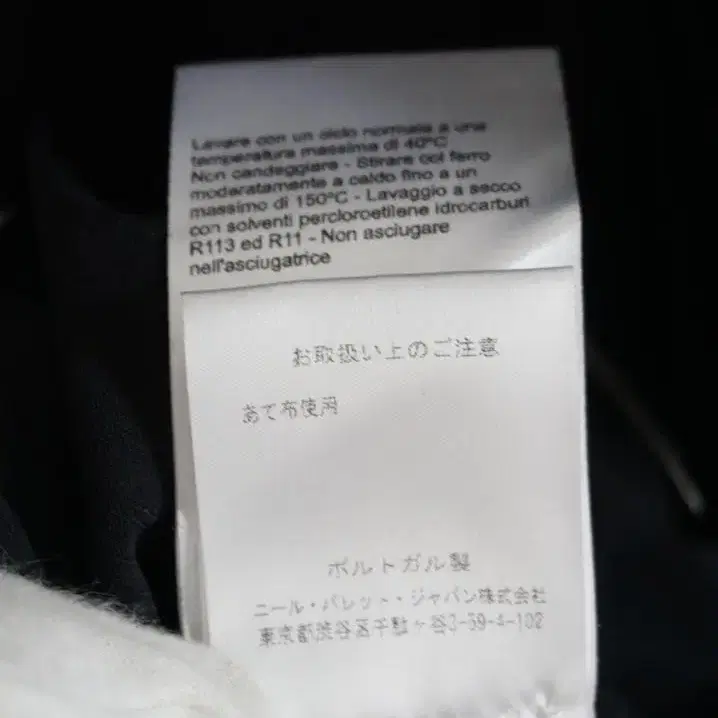 Lavare con un ciclo normale a una
temperatura massima di 40ºC
Non candeggiare - Stirare col ferro
moderatamente a caldo fino a un
massimo di 150ºC - Lavaggio a secco
con solventi percloroetilene idrocarburi
R113 ed R11 - Non asciugare
nell'asciugatrice
お取扱い上のご注意
あて布使用
ポルトガル製
ニール・バレット・ジャパン株式会社
東京都渋谷区千駄ヶ谷3-59-4-102